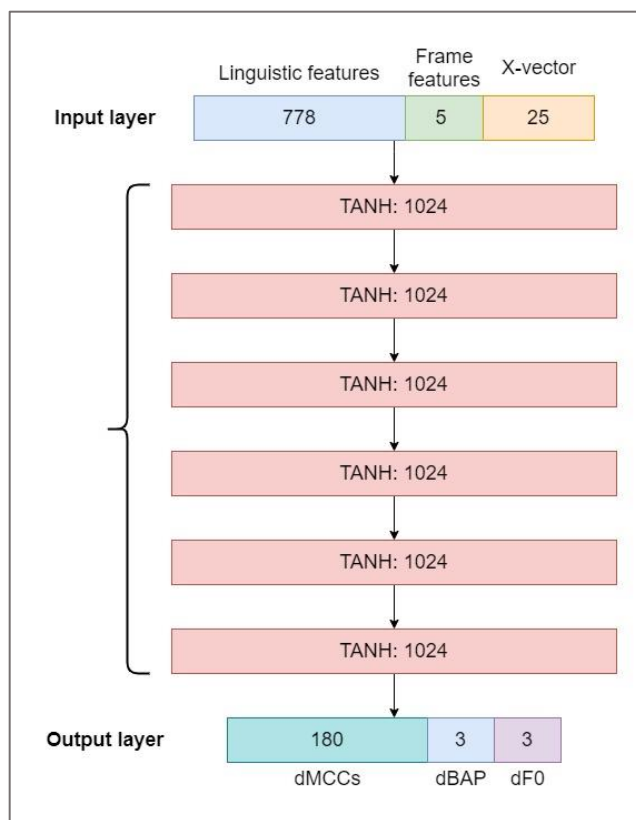 Linguistic features
Frame
features
X-vector
Input layer
778
5
25
TANH: 1024
TANH: 1024
TANH: 1024
TANH: 1024
TANH: 1024
TANH: 1024
Output layer
180
3
3
dMCCs
dBAP
dF0